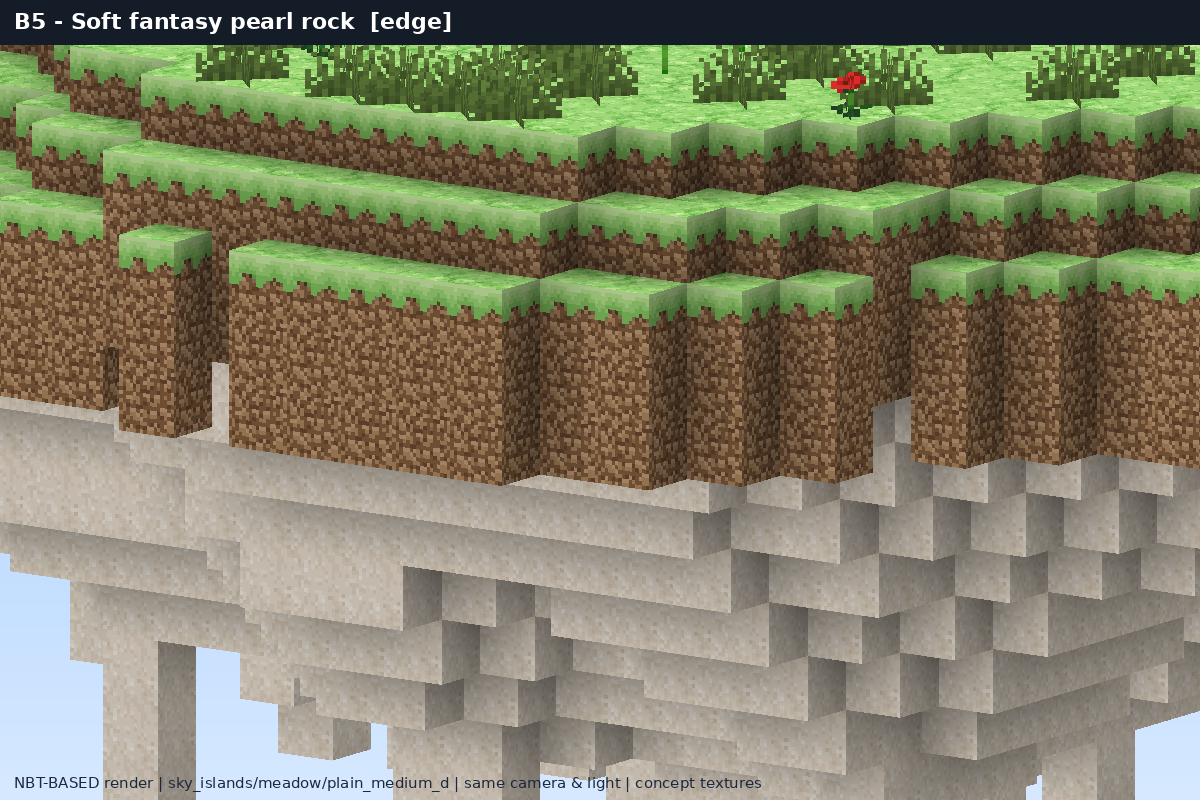 B5 - Soft fantasy pearl rock  [edge]
NBT-BASED render | sky_islands/meadow/plain_medium_d | same camera & light | concept textures